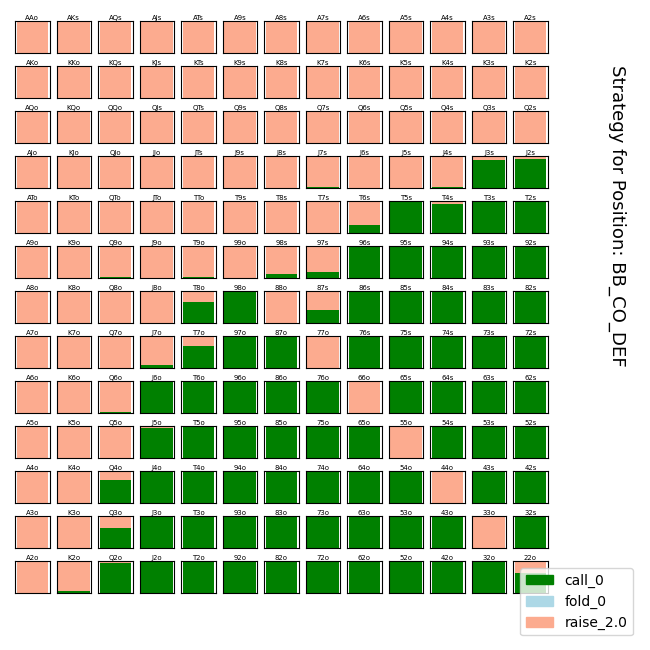 AAo AKs AQs AJs ATs A9s A8s A7s A6s A5s A4s A3s A2s
AKo KKo KQs KJs KTs K9s K8s K7s K6s K5s K4s K3s K2s
AQo KQo QQo QJs QTs Q9s Q8s Q7s Q6s Q5s Q4s Q3s Q2s
AJo KJo QJo JJo JTs J9s J8s J7s J6s J5s J4s J3s J2s
ATo KTo QTo JTo TTo T9s T8s T7s T6s T5s T4s T3s T2s
A9o K9o Q9o J9o T9o 99o 98s 97s 96s 95s 94s 93s 92s
A8o K8o Q8o J8o T8o 98o 88o 87s 86s 85s 84s 83s 82s
A7o K7o Q7o J7o T7o 97o 87o 77o 76s 75s 74s 73s 72s
A6o K6o Q6o J6o T6o 96o 86o 76o 66o 65s 64s 63s 62s
A5o K5o Q5o J5o T5o 95o 85o 75o 65o 55o 54s 53s 52s
A4o K4o Q4o J4o T4o 94o 84o 74o 64o 54o 44o 43s 42s
A3o K3o Q3o J3o T3o 93o 83o 73o 63o 53o 43o 33o 32s
A2o K2o Q2o J2o T2o 92o 82o 72o 62o 52o 42o 32o 22o
Strategy for Position: BB_CO_DEF
call_0
fold_0
raise_2.0